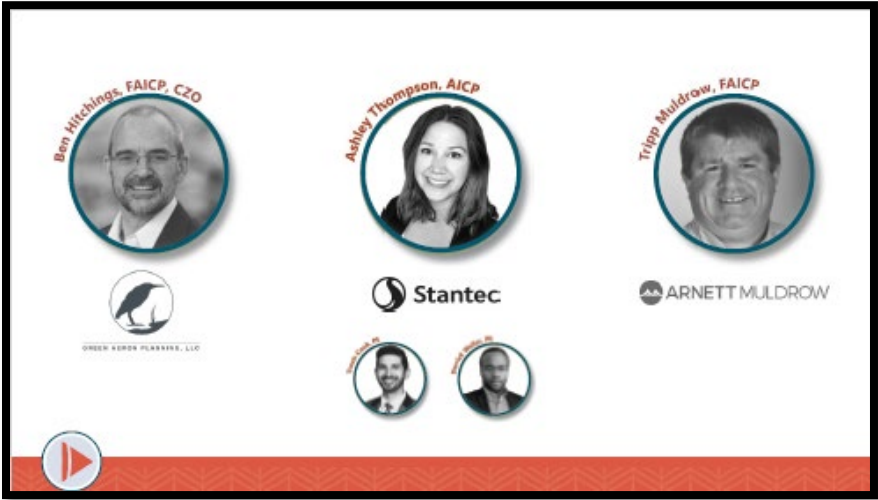 Ben Hitchings, FAICP, CZO
Ashley Thompson, AICP
Tripp Muldrow, FAICP
GREEN HERON PLANNING, LLC
Stantec
ARNETT MULDROW